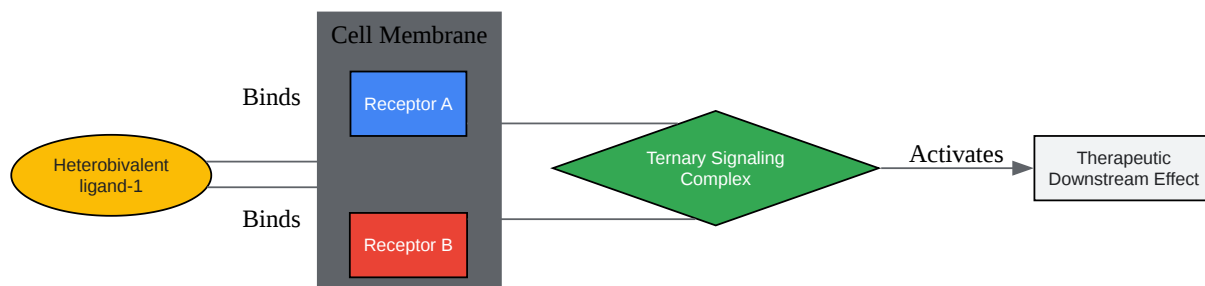 Cell Membrane
Binds
Receptor A
Heterobivalent
ligand-1
Ternary Signaling
Complex
Activates
Therapeutic
Downstream Effect
Binds
Receptor B